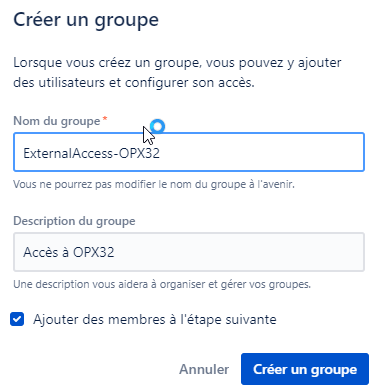 Créer un groupe
Lorsque vous créez un groupe, vous pouvez y ajouter
des utilisateurs et configurer son accès.
Nom du groupe*
ExternalAccess-OPX32
Vous ne pourrez pas modifier le nom du groupe à l'avenir.
Description du groupe
Accès à OPX32
Une description vous aidera à organiser et gérer vos groupes.
Ajouter des membres à l'étape suivante
Annuler Créer un groupe